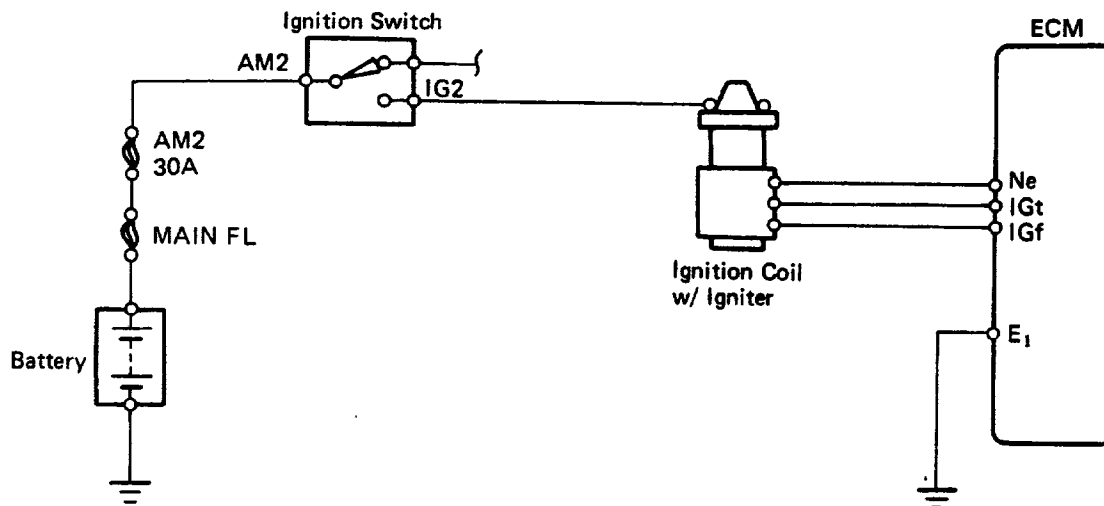 Ignition Switch
ECM
AM2
IG2
AM2
30A
Ne
IGt
IGf
MAIN FL
Ignition Coil
w/ Igniter
E₁
Battery